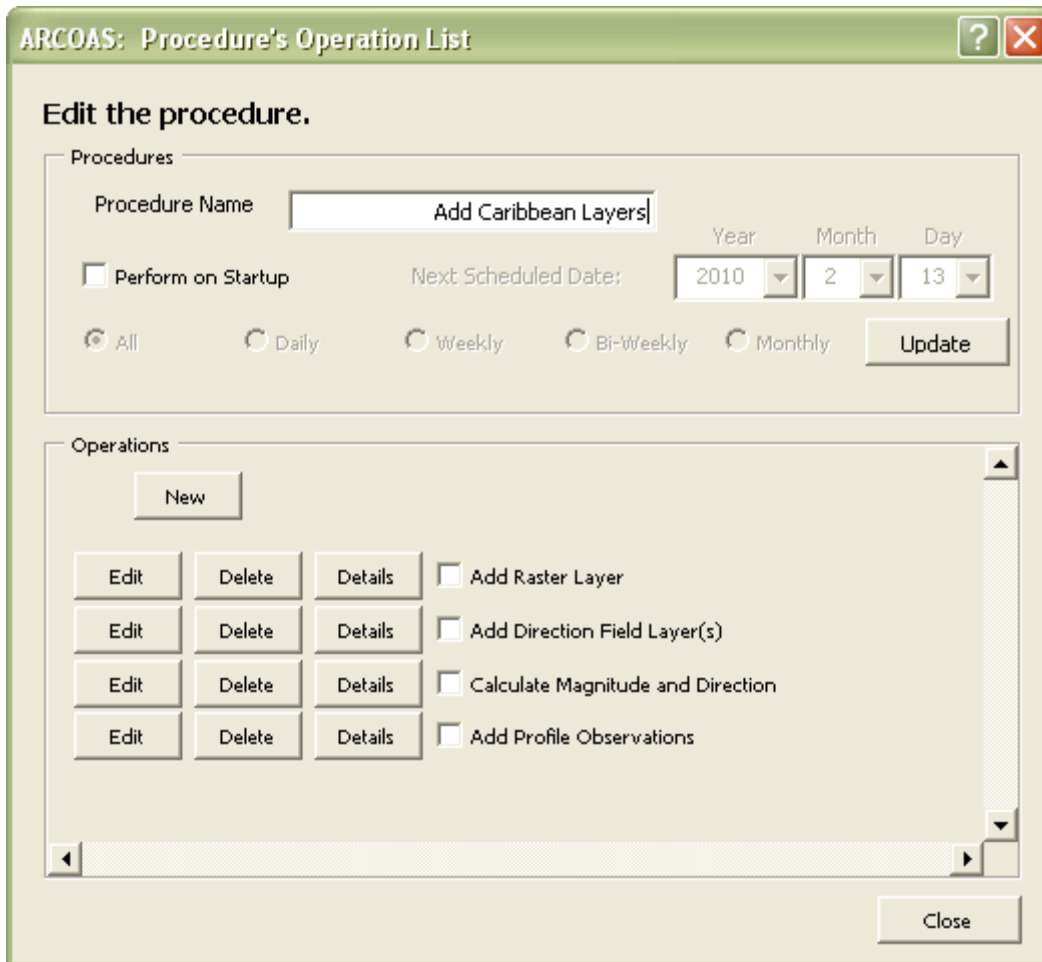 ARCOAS: Procedure's Operation List
Edit the procedure.
Procedures
Procedure Name Add Caribbean Layers
Year Month Day
Perform on Startup Next Scheduled Date: 2010 2 13
All Daily Weekly Bi-Weekly Monthly Update
Operations
New
Edit Delete Details Add Raster Layer
Edit Delete Details Add Direction Field Layer(s)
Edit Delete Details Calculate Magnitude and Direction
Edit Delete Details Add Profile Observations
Close